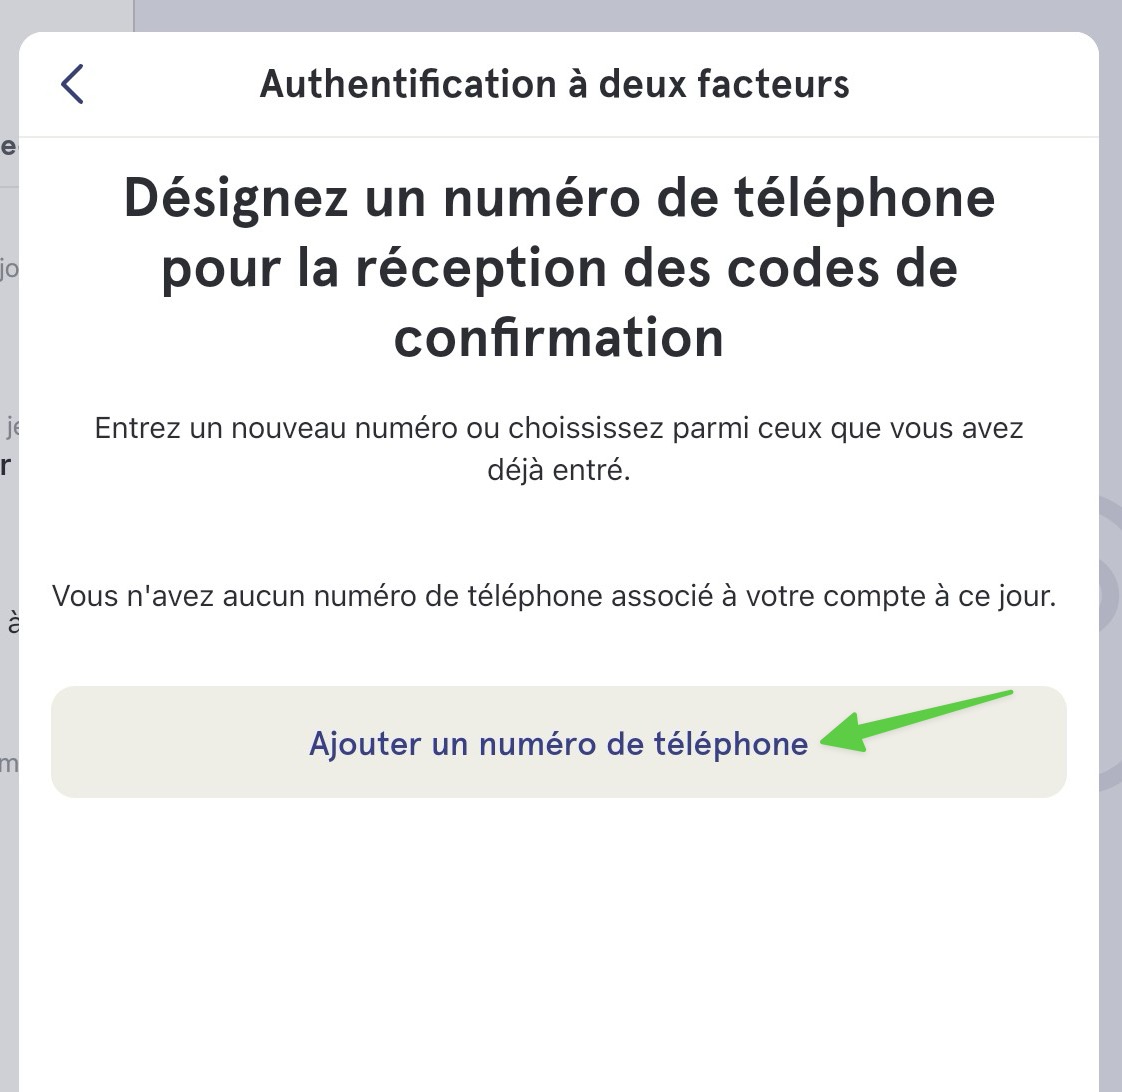 Authentification à deux facteurs
Désignez un numéro de téléphone
pour la réception des codes de
confirmation
Entrez un nouveau numéro ou choississez parmi ceux que vous avez
déjà entré.
Vous n'avez aucun numéro de téléphone associé à votre compte à ce jour.
Ajouter un numéro de téléphone